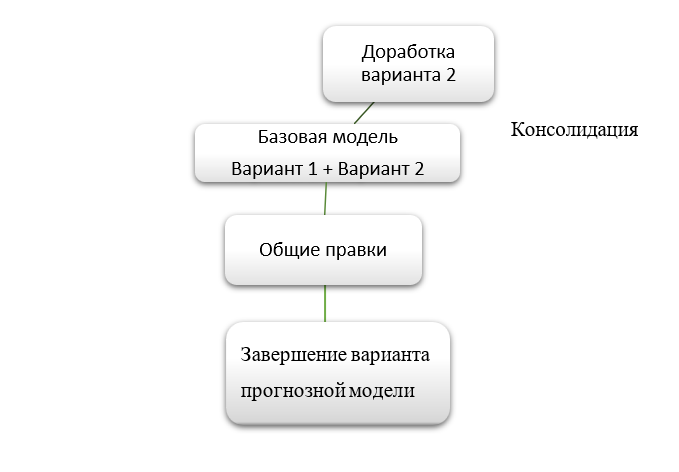 Доработка
варианта 2
Базовая модель
Вариант 1 + Вариант 2
Консолидация
Общие правки
Завершение варианта
прогнозной модели